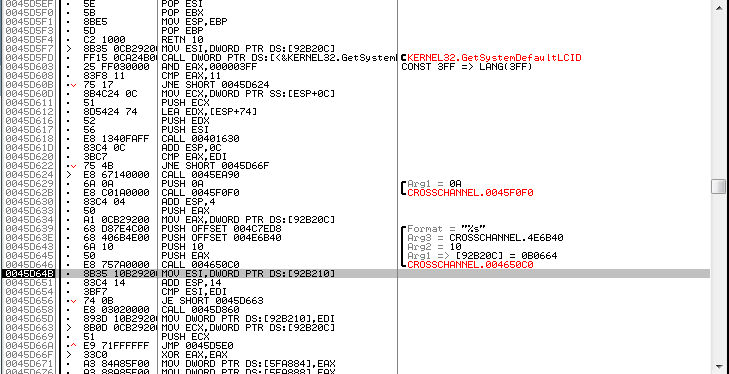 0045D5EF · 5E POP ESI
0045D5F0 · 5B POP EBX
0045D5F1 · 8BE5 MOV ESP,EBP
0045D5F3 · 5D POP EBP
0045D5F4 · C2 1000 RETN 10
0045D5F7 > 8B35 0CB29200 MOV ESI,DWORD PTR DS:[92B20C]
0045D5FD · FF15 0CA24B00 CALL DWORD PTR DS:[<&KERNEL32.GetSystem KERNEL32.GetSystemDefaultLCID
0045D603 · 25 FF030000 AND EAX,000003FF CONST 3FF => LANG(3FF)
0045D608 · 83F8 11 CMP EAX,11
0045D60B · 75 17 JNE SHORT 0045D624
0045D60D · 8B4C24 0C MOV ECX,DWORD PTR SS:[ESP+0C]
0045D611 · 51 PUSH ECX
0045D612 · 8D5424 74 LEA EDX,[ESP+74]
0045D616 · 52 PUSH EDX
0045D617 · 56 PUSH ESI
0045D618 · E8 1340FAFF CALL 00401630
0045D61D · 83C4 0C ADD ESP,0C
0045D620 · 3BC7 CMP EAX,EDI
0045D622 · 75 4B JNE SHORT 0045D66F
0045D624 > E8 67140000 CALL 0045EA90
0045D629 · 6A 0A PUSH 0A Arg1 = 0A
0045D62B · E8 C01A0000 CALL 0045F0F0 CROSSCHANNEL.0045F0F0
0045D630 · 83C4 04 ADD ESP,4
0045D633 · 50 PUSH EAX
0045D634 · A1 0CB29200 MOV EAX,DWORD PTR DS:[92B20C]
0045D639 · 68 D87E4C00 PUSH OFFSET 004C7ED8 Format = "%s"
0045D63E · 68 406B4E00 PUSH OFFSET 004E6B40 Arg3 = CROSSCHANNEL.4E6B40
0045D643 · 6A 10 PUSH 10 Arg2 = 10
0045D645 · 50 PUSH EAX Arg1 => [92B20C] = 0B0664
0045D646 · E8 757A0000 CALL 004650C0 CROSSCHANNEL.004650C0
0045D64B · 8B35 10B29200 MOV ESI,DWORD PTR DS:[92B210]
0045D651 · 83C4 14 ADD ESP,14
0045D654 · 3BF7 CMP ESI,EDI
0045D656 · 74 0B JE SHORT 0045D663
0045D658 · E8 03020000 CALL 0045D860
0045D65D · 893D 10B29200 MOV DWORD PTR DS:[92B210],EDI
0045D663 > 8B0D 0CB29200 MOV ECX,DWORD PTR DS:[92B20C]
0045D669 · 51 PUSH ECX
0045D66A · E9 71FFFFFF JMP 0045D5E0
0045D66F > 33C0 XOR EAX,EAX
0045D671 · A3 84A85F00 MOV DWORD PTR DS:[5FA884],EAX
0045D676 · A3 88A85F00 MOV DWORD PTR DS:[5FA888],EAX